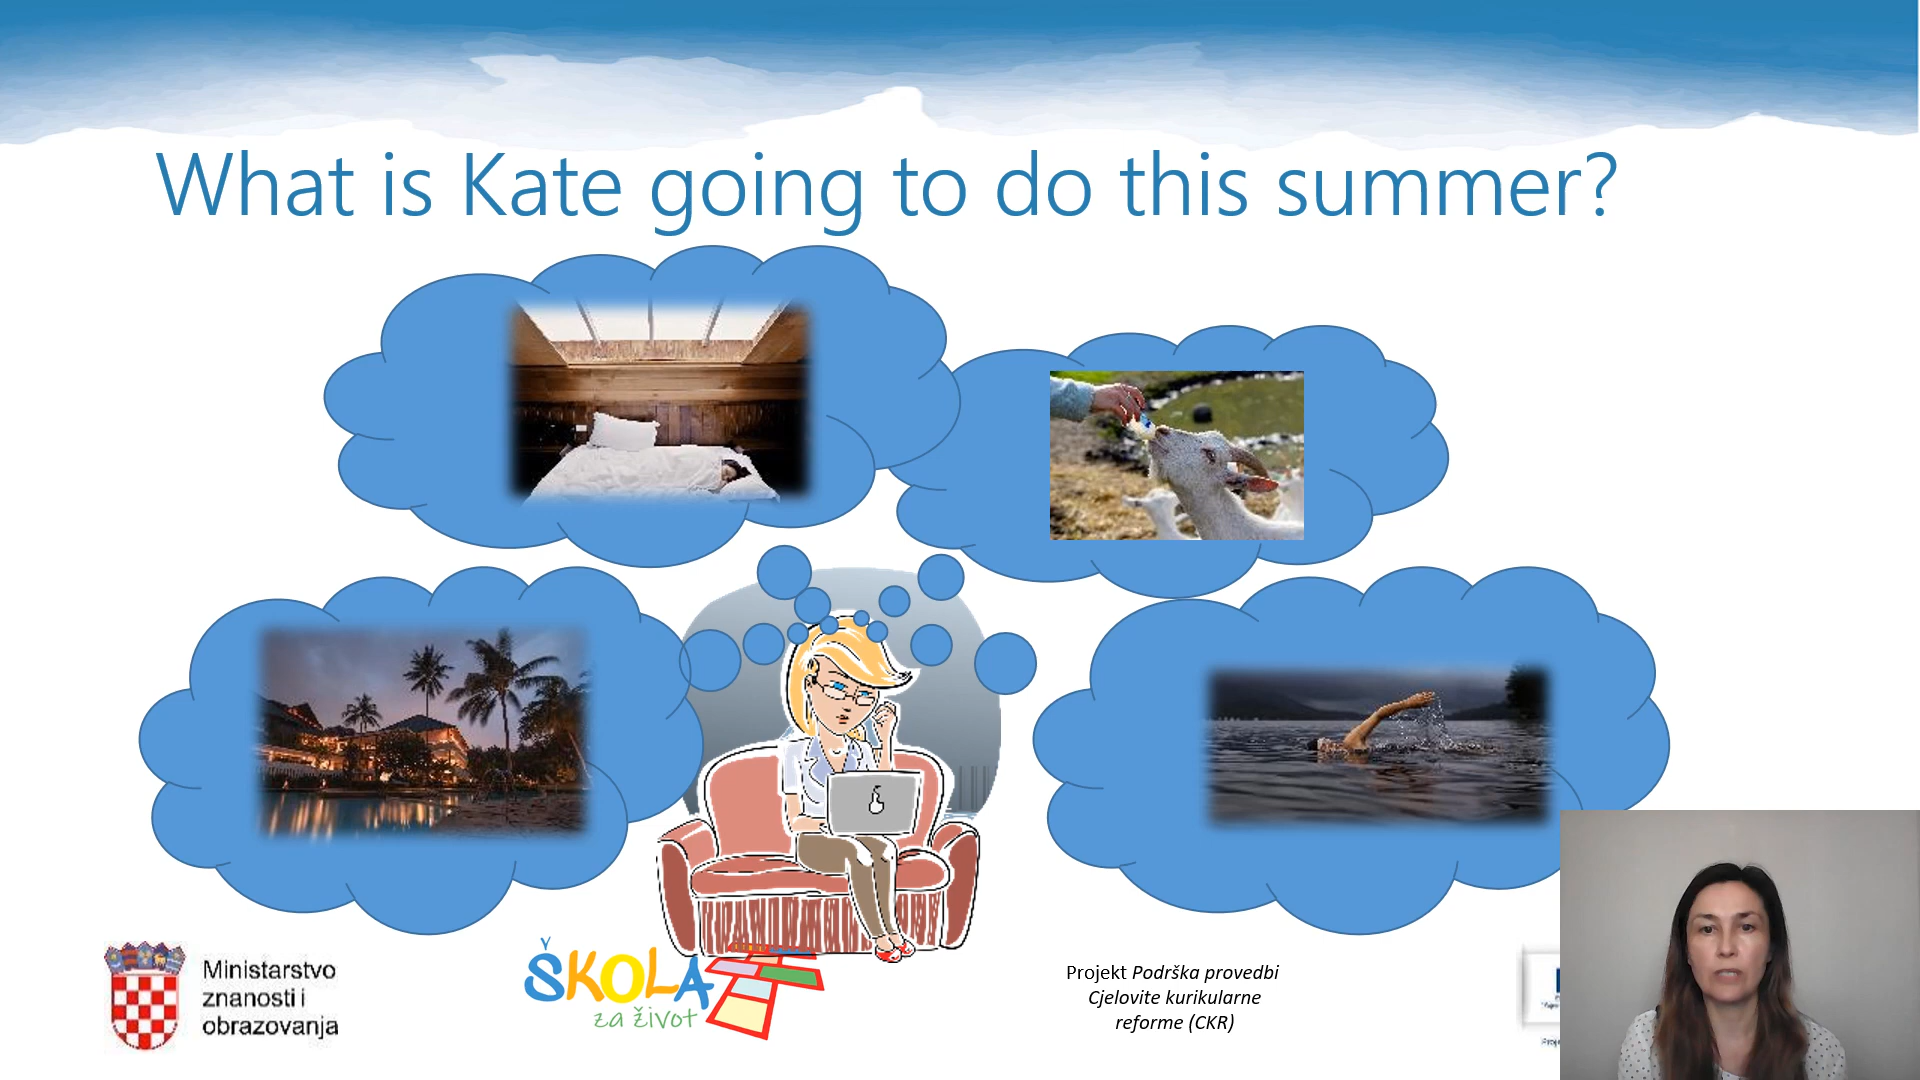 What is Kate going to do this summer?
Ministarstvo
znanosti i
obrazovanja
ŠKOLA
za život
Projekt Podrška provedbi
Cjelovite kurikularne
reforme (CKR)